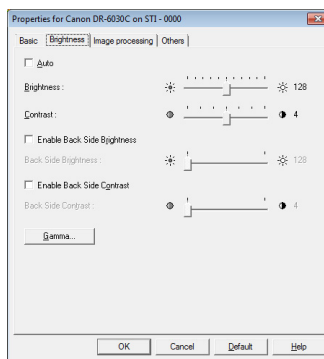 Properties for Canon DR-6030C on STI - 0000
Basic Brightness Image processing Others
Auto
Brightness : 128
Contrast : 4
Enable Back Side Brightness
Back Side Brightness : 128
Enable Back Side Contrast
Back Side Contrast : 4
Gamma...
OK Cancel Default Help